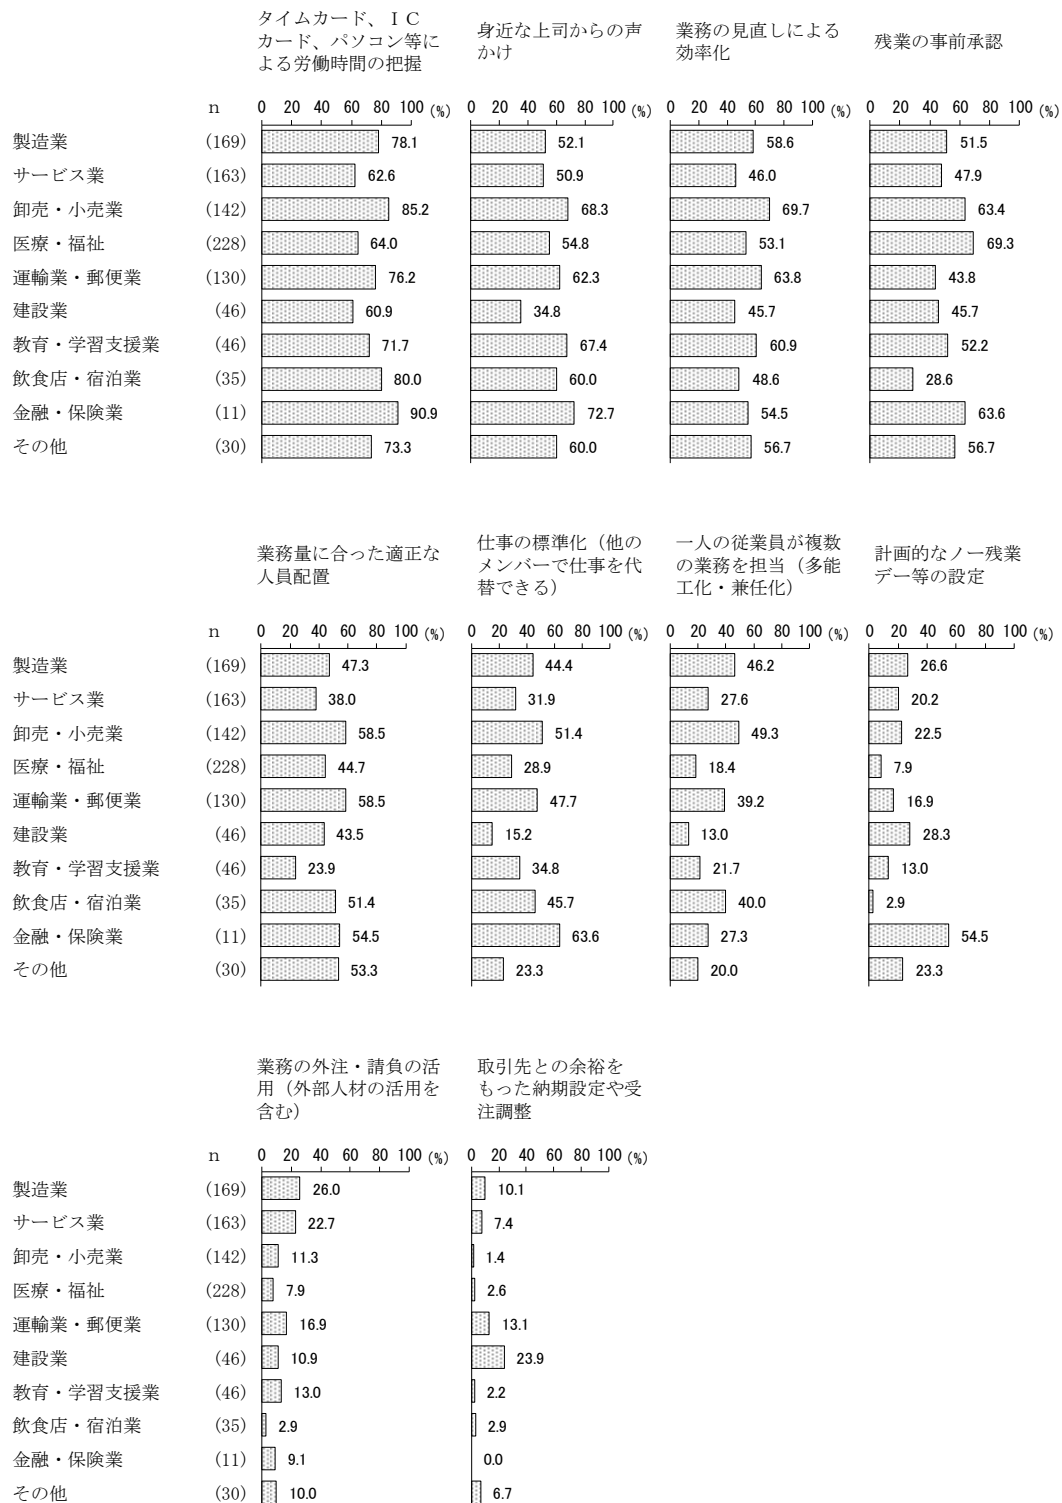 タイムカード、ＩＣ
カード、パソコン等に
よる労働時間の把握
身近な上司からの声
かけ
業務の見直しによる
効率化
残業の事前承認
n 0 20 40 60 80 100 (%) 0 20 40 60 80 100 (%) 0 20 40 60 80 100 (%) 0 20 40 60 80 100 (%)
製造業 (169) 78.1 52.1 58.6 51.5
サービス業 (163) 62.6 50.9 46.0 47.9
卸売・小売業 (142) 85.2 68.3 69.7 63.4
医療・福祉 (228) 64.0 54.8 53.1 69.3
運輸業・郵便業 (130) 76.2 62.3 63.8 43.8
建設業 (46) 60.9 34.8 45.7 45.7
教育・学習支援業 (46) 71.7 67.4 60.9 52.2
飲食店・宿泊業 (35) 80.0 60.0 48.6 28.6
金融・保険業 (11) 90.9 72.7 54.5 63.6
その他 (30) 73.3 60.0 56.7 56.7
業務量に合った適正な
人員配置
仕事の標準化（他の
メンバーで仕事を代
替できる）
一人の従業員が複数
の業務を担当（多能
工化・兼任化）
計画的なノー残業
デー等の設定
n 0 20 40 60 80 100 (%) 0 20 40 60 80 100 (%) 0 20 40 60 80 100 (%) 0 20 40 60 80 100 (%)
製造業 (169) 47.3 44.4 46.2 26.6
サービス業 (163) 38.0 31.9 27.6 20.2
卸売・小売業 (142) 58.5 51.4 49.3 22.5
医療・福祉 (228) 44.7 28.9 18.4 7.9
運輸業・郵便業 (130) 58.5 47.7 39.2 16.9
建設業 (46) 43.5 15.2 13.0 28.3
教育・学習支援業 (46) 23.9 34.8 21.7 13.0
飲食店・宿泊業 (35) 51.4 45.7 40.0 2.9
金融・保険業 (11) 54.5 63.6 27.3 54.5
その他 (30) 53.3 23.3 20.0 23.3
業務の外注・請負の活
用（外部人材の活用を
含む）
取引先との余裕を
もった納期設定や受
注調整
n 0 20 40 60 80 100 (%) 0 20 40 60 80 100 (%)
製造業 (169) 26.0 10.1
サービス業 (163) 22.7 7.4
卸売・小売業 (142) 11.3 1.4
医療・福祉 (228) 7.9 2.6
運輸業・郵便業 (130) 16.9 13.1
建設業 (46) 10.9 23.9
教育・学習支援業 (46) 13.0 2.2
飲食店・宿泊業 (35) 2.9 2.9
金融・保険業 (11) 9.1 0.0
その他 (30) 10.0 6.7